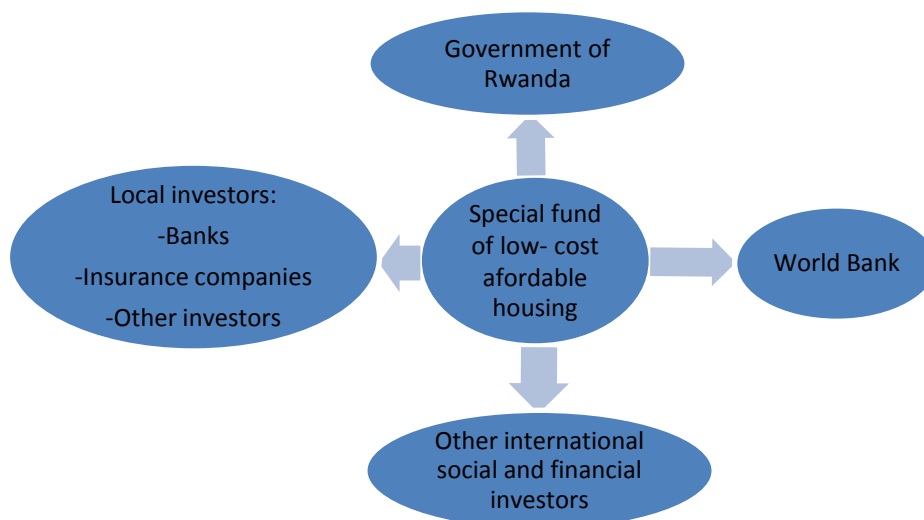 Government of
Rwanda
Local investors:
-Banks
-Insurance companies
-Other investors
Special fund
of low- cost
afordable
housing
World Bank
Other international
social and financial
investors